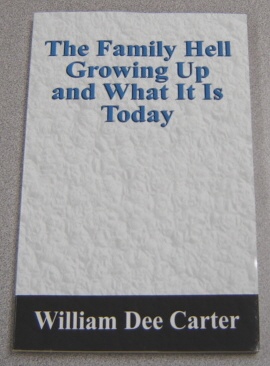 The Family Hell
Growing Up
and What It Is
Today
William Dee Carter